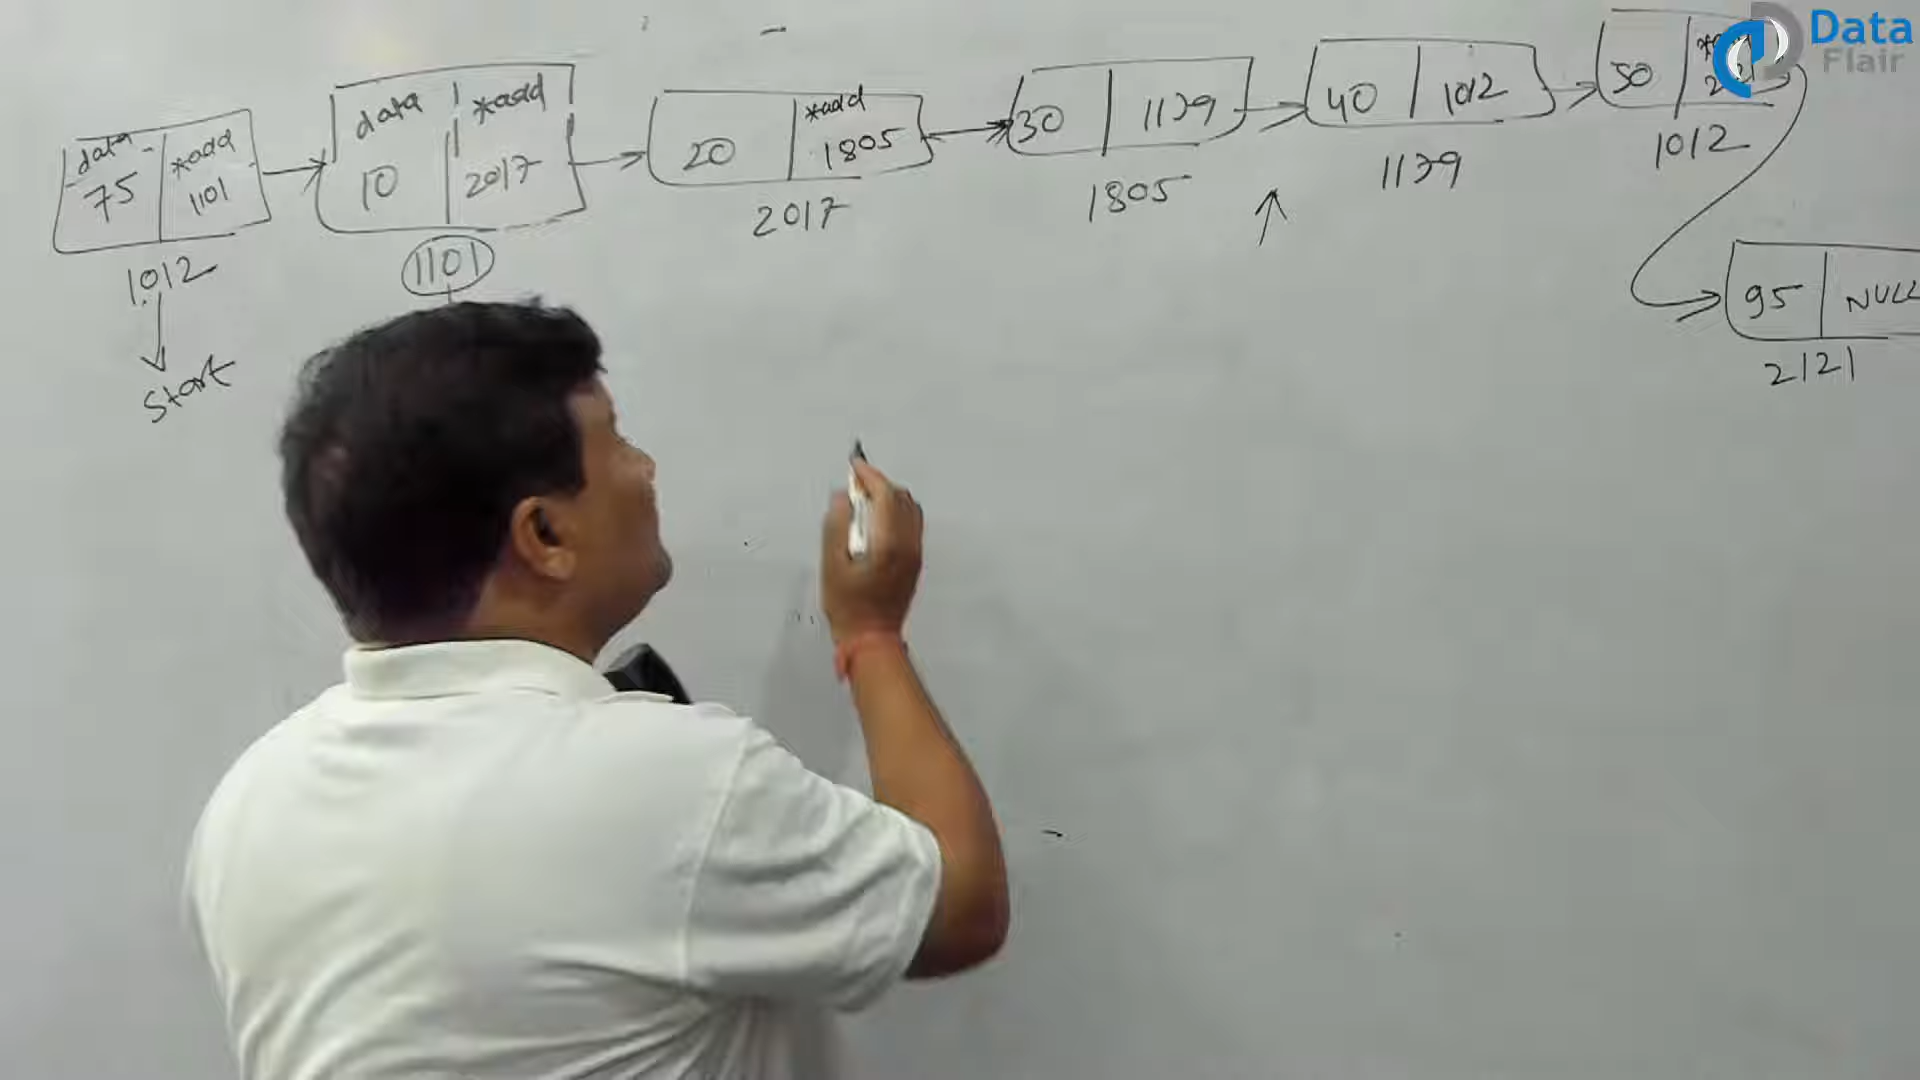 data *add
75 1101
1012
start
data *add
10 2017
1101
*add
20 1805
2017
30 1139
1805
40 1012
1139
50
1012
95 NULL
2121
Data
Flair